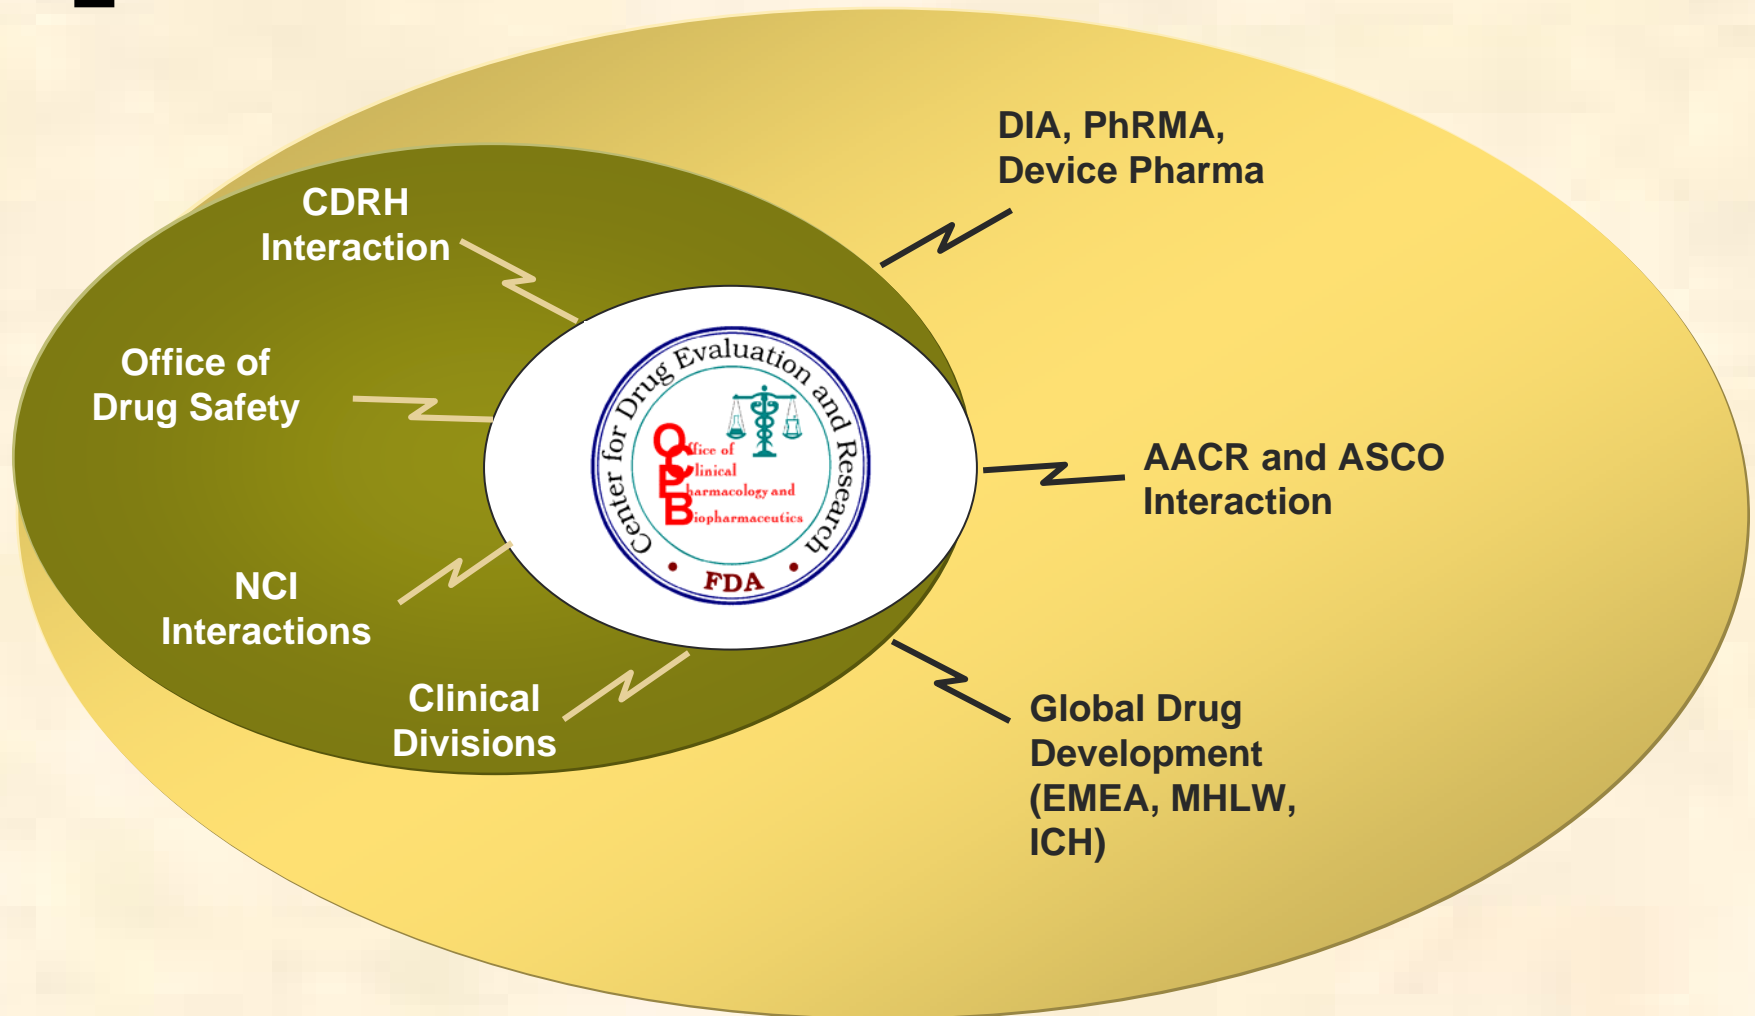 DIA, PhRMA,
Device Pharma
CDRH
Interaction
Office of
Drug Safety
NCI
Interactions
Clinical
Divisions
Center for Drug Evaluation and Research
Office of
Clinical
Pharmacology and
Biopharmaceutics
• FDA •
AACR and ASCO
Interaction
Global Drug
Development
(EMEA, MHLW,
ICH)